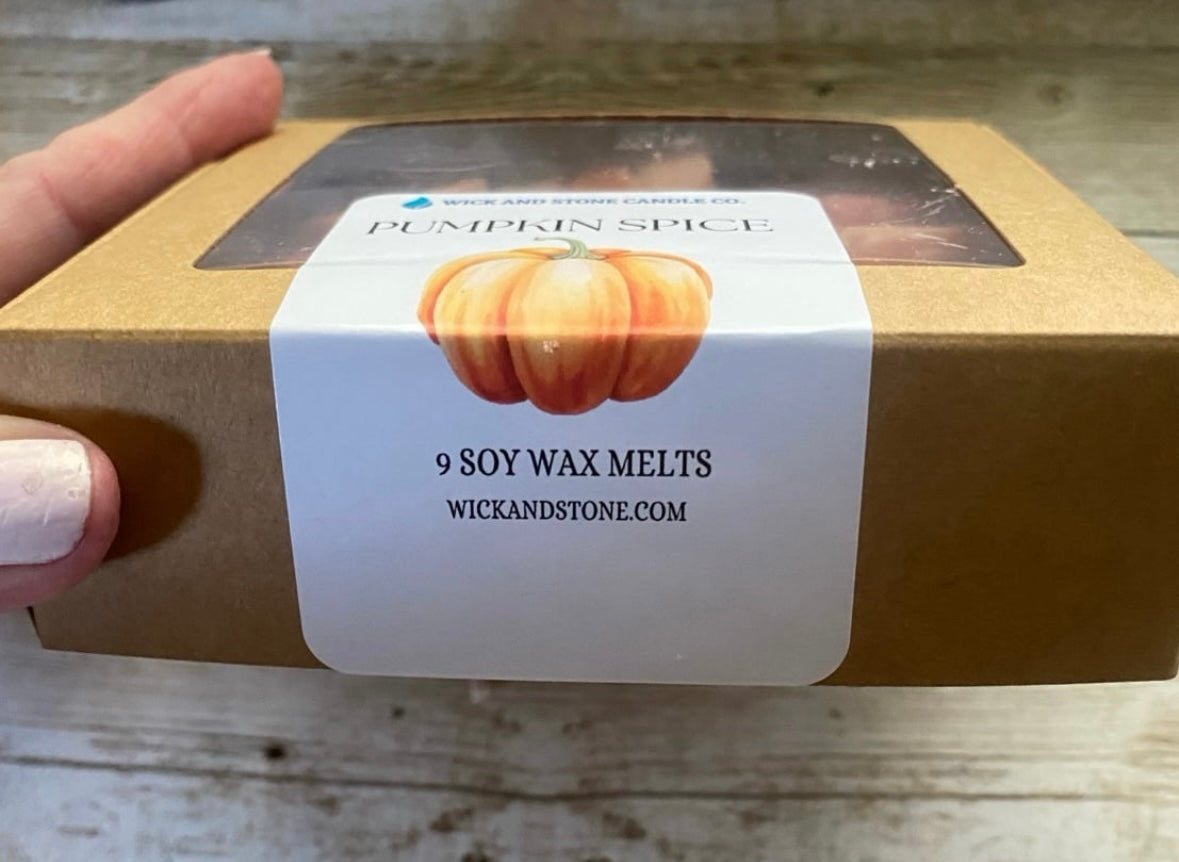 WICK AND STONE CANDLE CO.
PUMPKIN SPICE
9 SOY WAX MELTS
WICKANDSTONE.COM